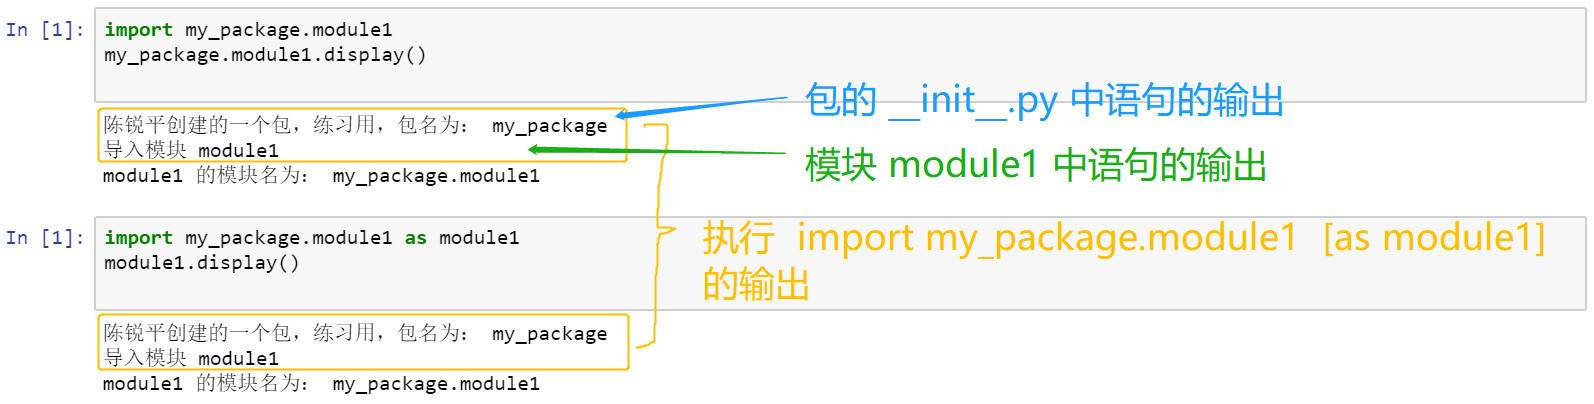 In [1]: import my_package.module1
my_package.module1.display()
包的 __init__.py 中语句的输出
陈锐平创建的一个包，练习用，包名为： my_package
导入模块 module1
模块 module1 中语句的输出
module1 的模块名为： my_package.module1
In [1]: import my_package.module1 as module1
module1.display()
执行 import my_package.module1 [as module1]
的输出
陈锐平创建的一个包，练习用，包名为： my_package
导入模块 module1
module1 的模块名为： my_package.module1